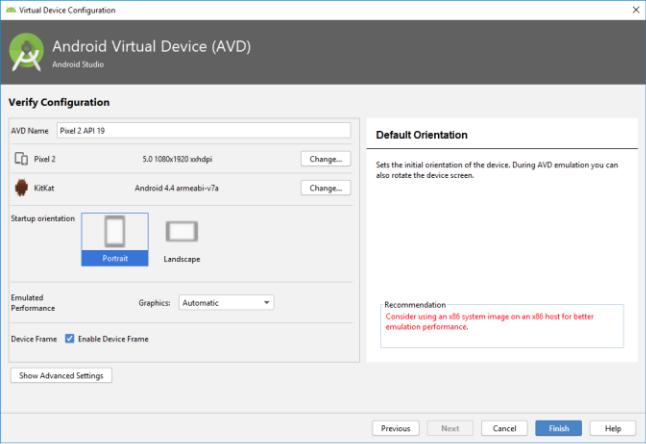 Virtual Device Configuration
Android Virtual Device (AVD)
Android Studio
Verify Configuration
AVD Name Pixel 2 API 19
Pixel 2 5.0 1080x1920 xxhdpi Change...
KitKat Android 4.4 armeabi-v7a Change...
Startup orientation
Portrait Landscape
Emulated
Performance
Graphics: Automatic
Device Frame Enable Device Frame
Show Advanced Settings
Default Orientation
Sets the initial orientation of the device. During AVD emulation you can
also rotate the device screen.
Recommendation
Consider using an x86 system image on an x86 host for better
emulation performance.
Previous Next Cancel Finish Help